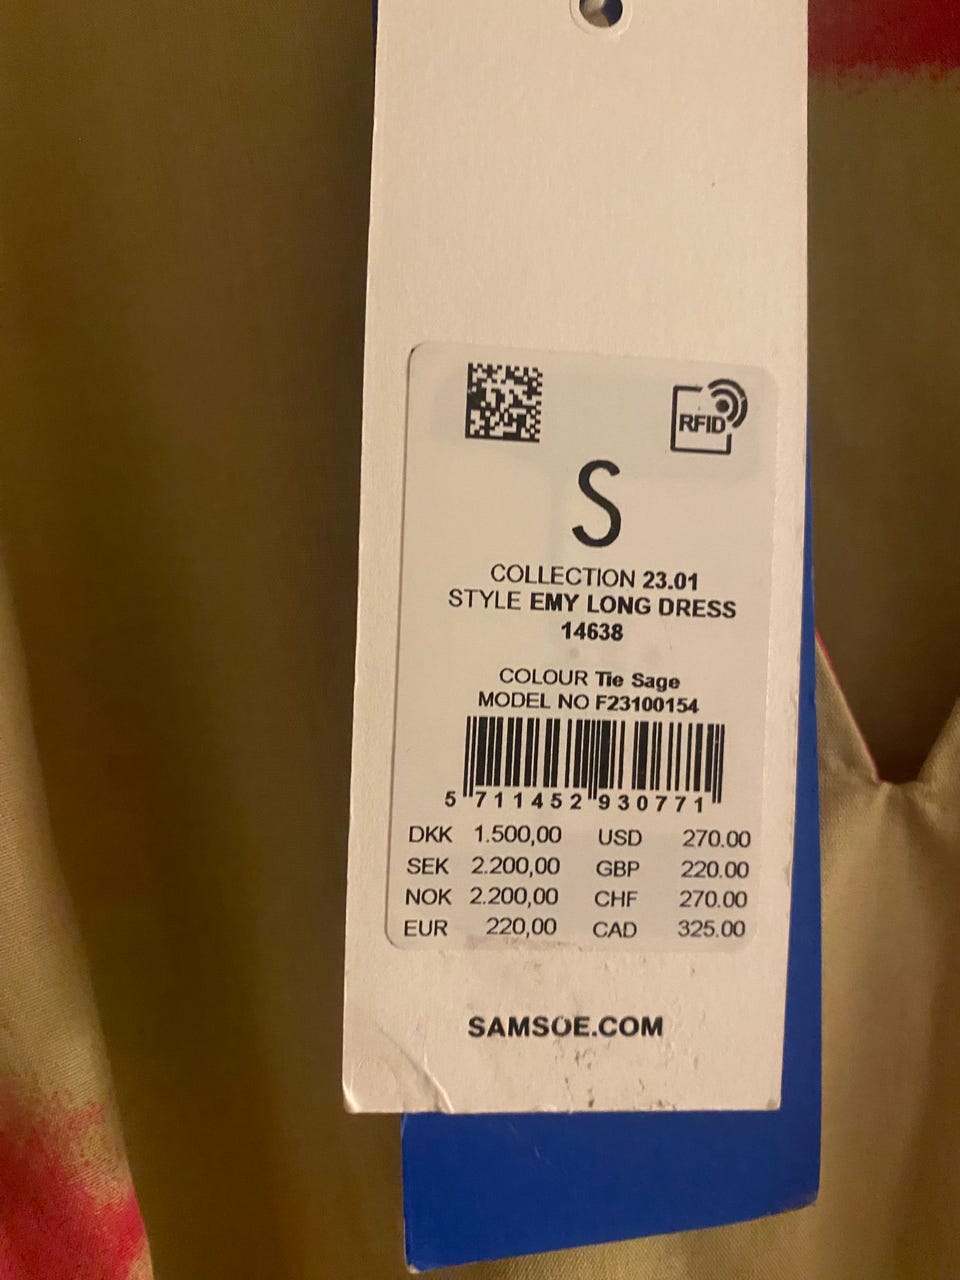 RFID
S
COLLECTION 23.01
STYLE EMY LONG DRESS
14638
COLOUR Tie Sage
MODEL NO F23100154
5 711452 930771
DKK 1.500,00 USD 270.00
SEK 2.200,00 GBP 220.00
NOK 2.200,00 CHF 270.00
EUR 220,00 CAD 325.00
SAMSOE.COM